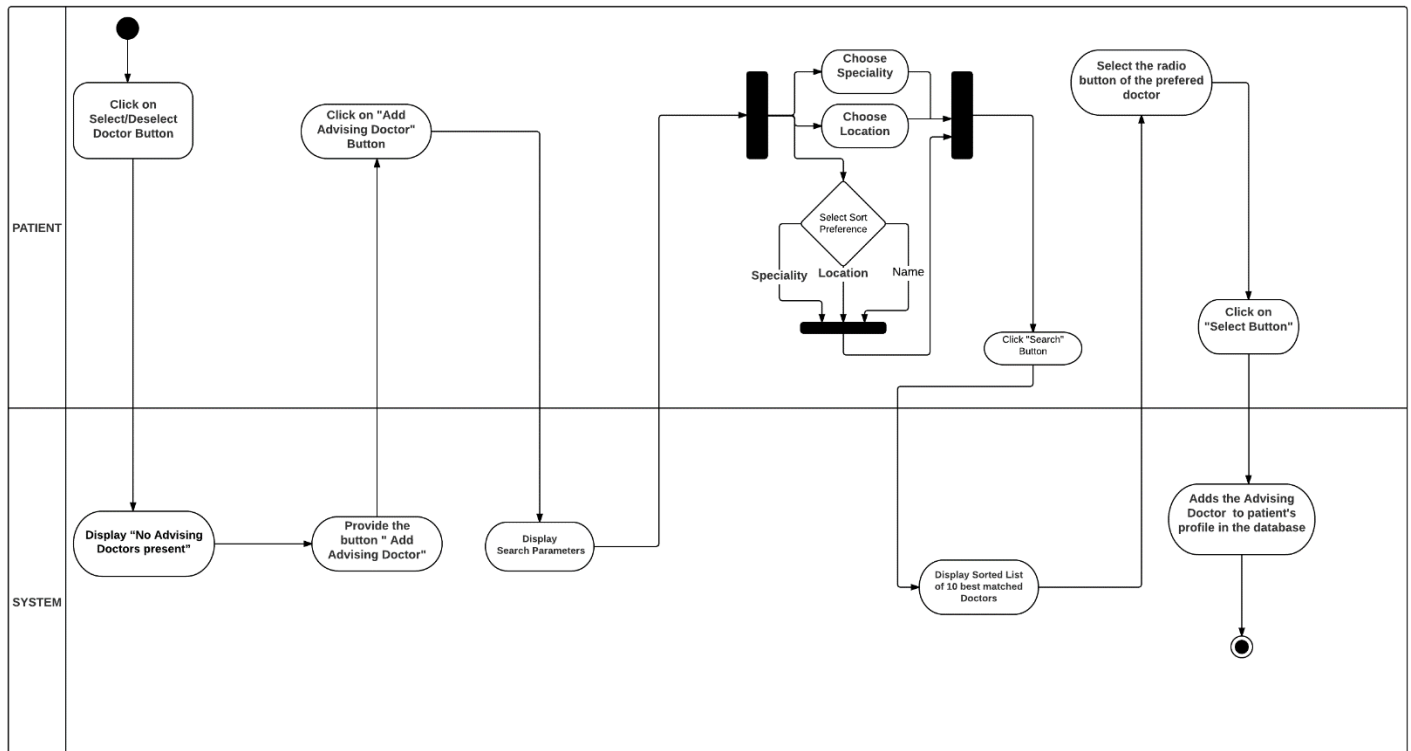 PATIENT
Click on
Select/Deselect
Doctor Button
Click on "Add
Advising Doctor"
Button
Choose
Speciality
Choose
Location
Select Sort
Preference
Speciality
Location
Name
Click "Search"
Button
Select the radio
button of the prefered
doctor
Click on
"Select Button"
SYSTEM
Display “No Advising
Doctors present”
Provide the
button " Add
Advising Doctor"
Display
Search Parameters
Display Sorted List
of 10 best matched
Doctors
Adds the Advising
Doctor to patient's
profile in the database